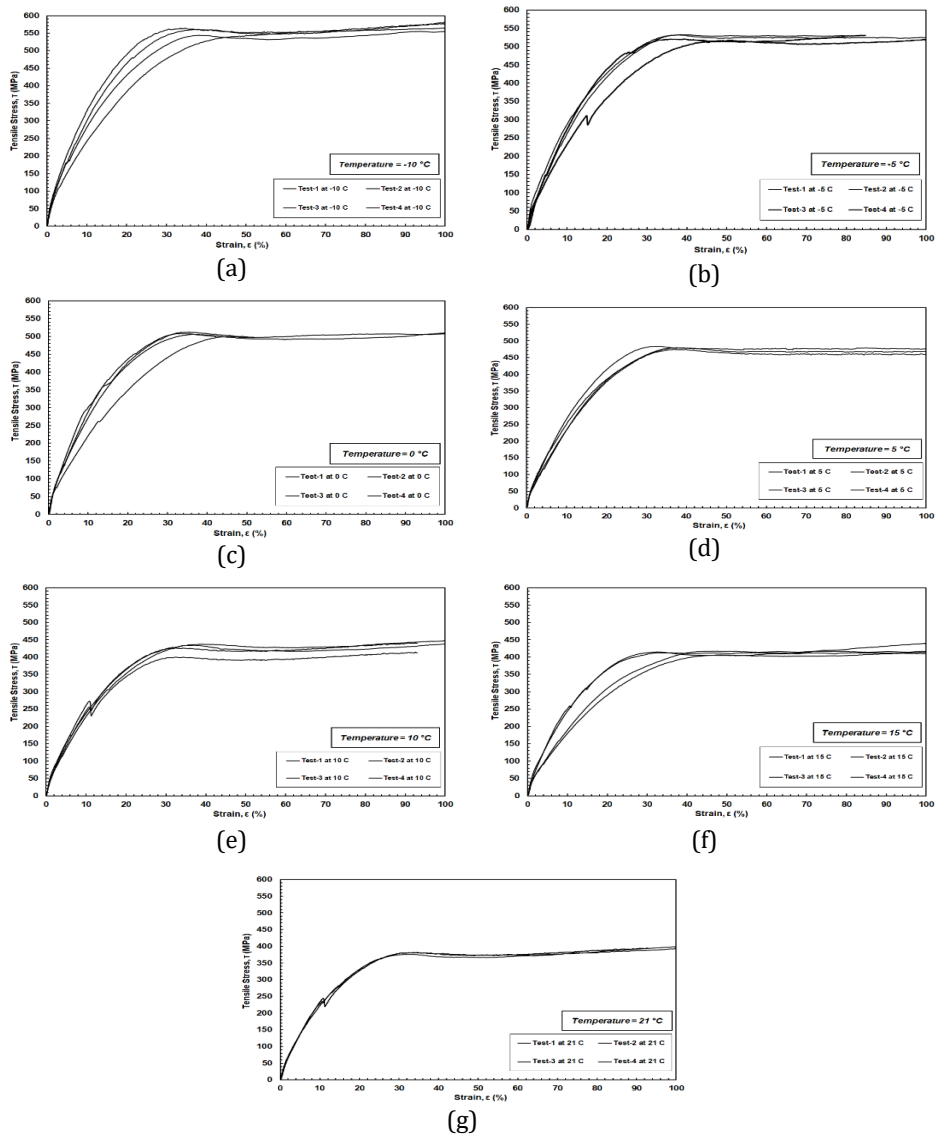 600
550
500
450
400
350
300
250
200
150
100
50
0
Tensile Stress, τ (MPa)
Temperature = -10 °C
Test-1 at -10 C Test-2 at -10 C
Test-3 at -10 C Test-4 at -10 C
0 10 20 30 40 50 60 70 80 90 100
Strain, ε (%)
(a)
600
550
500
450
400
350
300
250
200
150
100
50
0
Tensile Stress, τ (MPa)
Temperature = -5 °C
Test-1 at -5 C Test-2 at -5 C
Test-3 at -5 C Test-4 at -5 C
0 10 20 30 40 50 60 70 80 90 100
Strain, ε (%)
(b)
600
550
500
450
400
350
300
250
200
150
100
50
0
Tensile Stress, τ (MPa)
Temperature = 0 °C
Test-1 at 0 C Test-2 at 0 C
Test-3 at 0 C Test-4 at 0 C
0 10 20 30 40 50 60 70 80 90 100
Strain, ε (%)
(c)
600
550
500
450
400
350
300
250
200
150
100
50
0
Tensile Stress, τ (MPa)
Temperature = 5 °C
Test-1 at 5 C Test-2 at 5 C
Test-3 at 5 C Test-4 at 5 C
0 10 20 30 40 50 60 70 80 90 100
Strain, ε (%)
(d)
600
550
500
450
400
350
300
250
200
150
100
50
0
Tensile Stress, τ (MPa)
Temperature = 10 °C
Test-1 at 10 C Test-2 at 10 C
Test-3 at 10 C Test-4 at 10 C
0 10 20 30 40 50 60 70 80 90 100
Strain, ε (%)
(e)
600
550
500
450
400
350
300
250
200
150
100
50
0
Tensile Stress, τ (MPa)
Temperature = 15 °C
Test-1 at 15 C Test-2 at 15 C
Test-3 at 15 C Test-4 at 15 C
0 10 20 30 40 50 60 70 80 90 100
Strain, ε (%)
(f)
600
550
500
450
400
350
300
250
200
150
100
50
0
Tensile Stress, τ (MPa)
Temperature = 21 °C
Test-1 at 21 C Test-2 at 21 C
Test-3 at 21 C Test-4 at 21 C
0 10 20 30 40 50 60 70 80 90 100
Strain, ε (%)
(g)